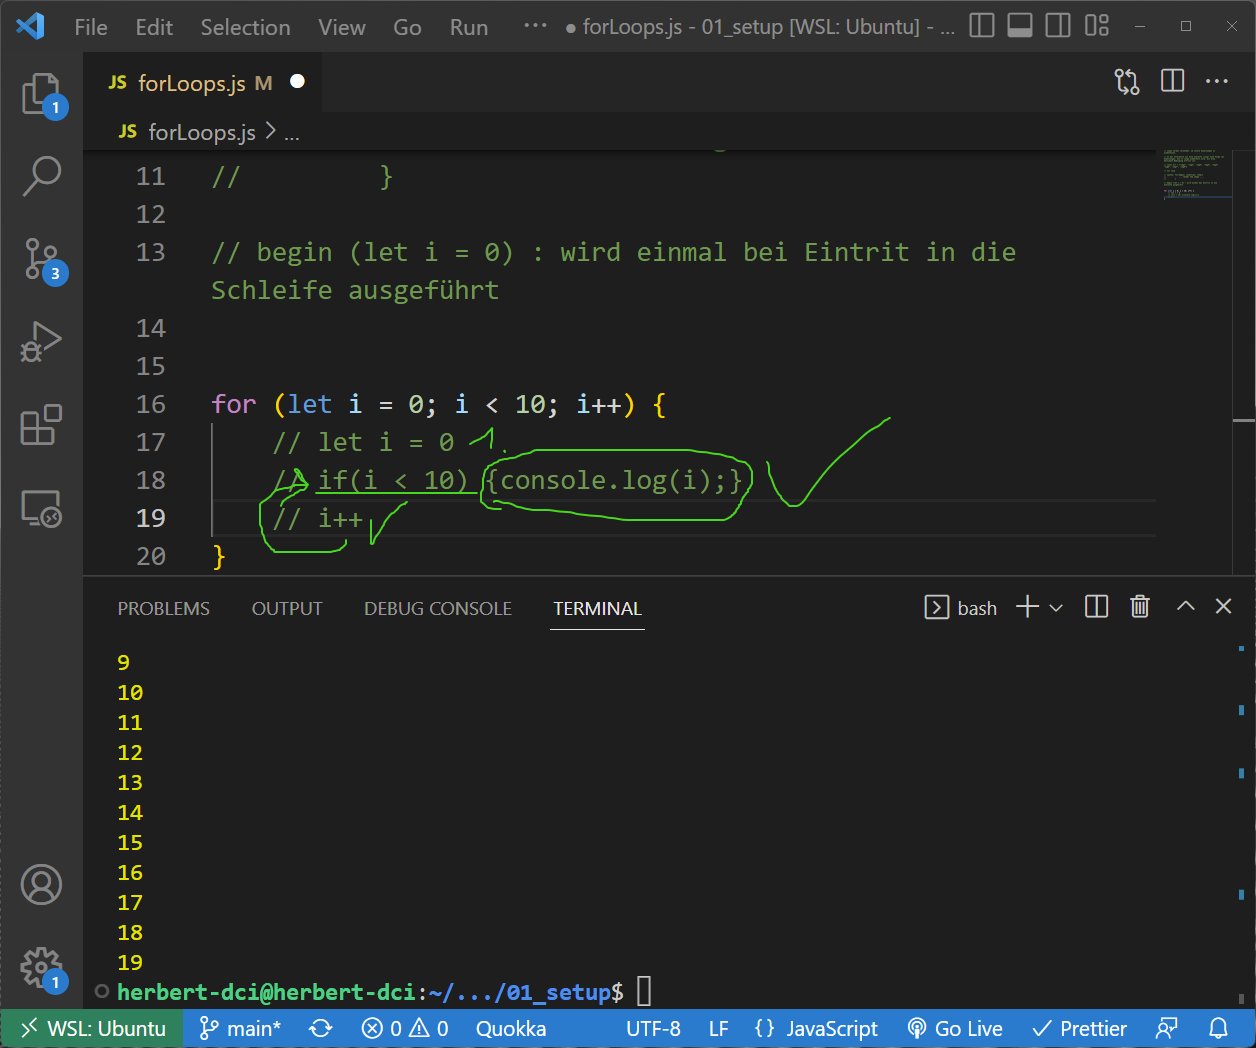 File Edit Selection View Go Run ··· ● forLoops.js - 01_setup [WSL: Ubuntu] - ...
JS forLoops.js M
JS forLoops.js > ...
11 // }
12
13 // begin (let i = 0) : wird einmal bei Eintrit in die
Schleife ausgeführt
14
15
16 for (let i = 0; i < 10; i++) {
17 // let i = 0 1.
18 // if(i < 10) {console.log(i);}
19 // i++
20 }
1
3
1
PROBLEMS OUTPUT DEBUG CONSOLE TERMINAL bash
9
10
11
12
13
14
15
16
17
18
19
herbert-dci@herbert-dci:~/.../01_setup$
WSL: Ubuntu main* 0 0 Quokka UTF-8 LF {} JavaScript Go Live Prettier